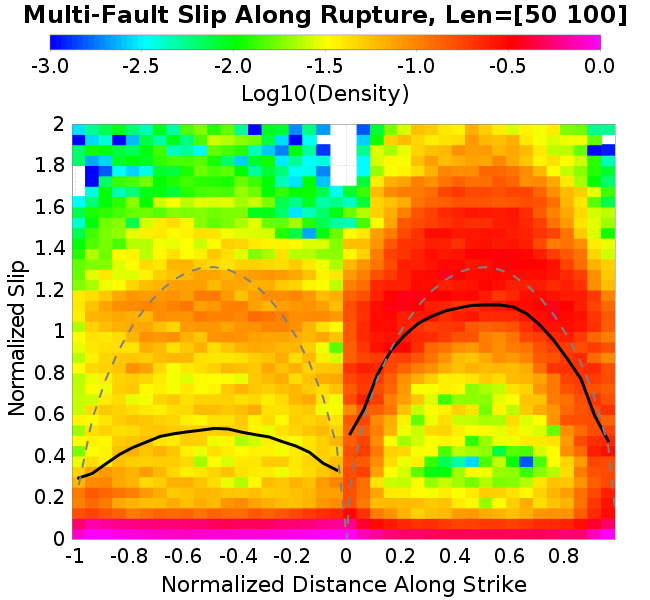 Multi-Fault Slip Along Rupture, Len=[50 100]
-3.0 -2.5 -2.0 -1.5 -1.0 -0.5 0.0
Log10(Density)
2
1.8
1.6
1.4
1.2
1
0.8
0.6
0.4
0.2
0
Normalized Slip
-1 -0.8 -0.6 -0.4 -0.2 0 0.2 0.4 0.6 0.8
Normalized Distance Along Strike